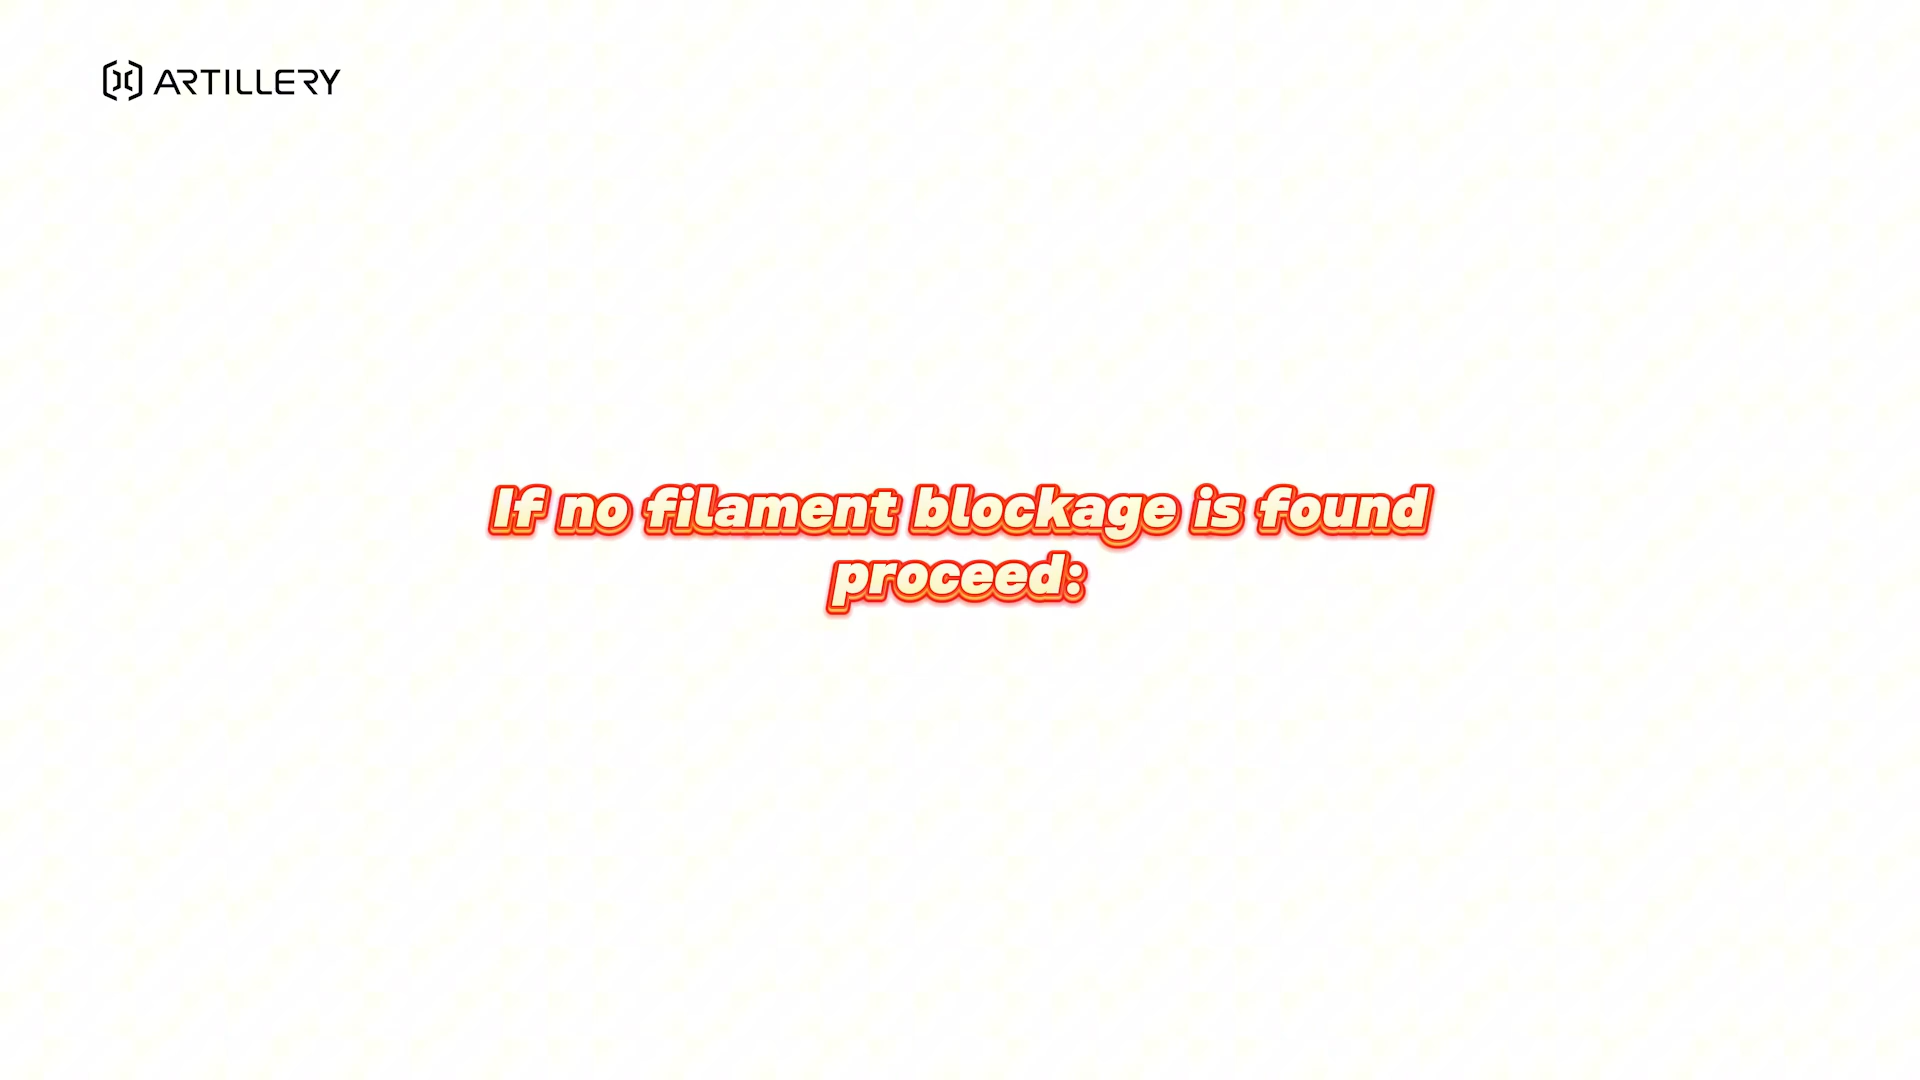 ARTILLERY
If no filament blockage is found
proceed: